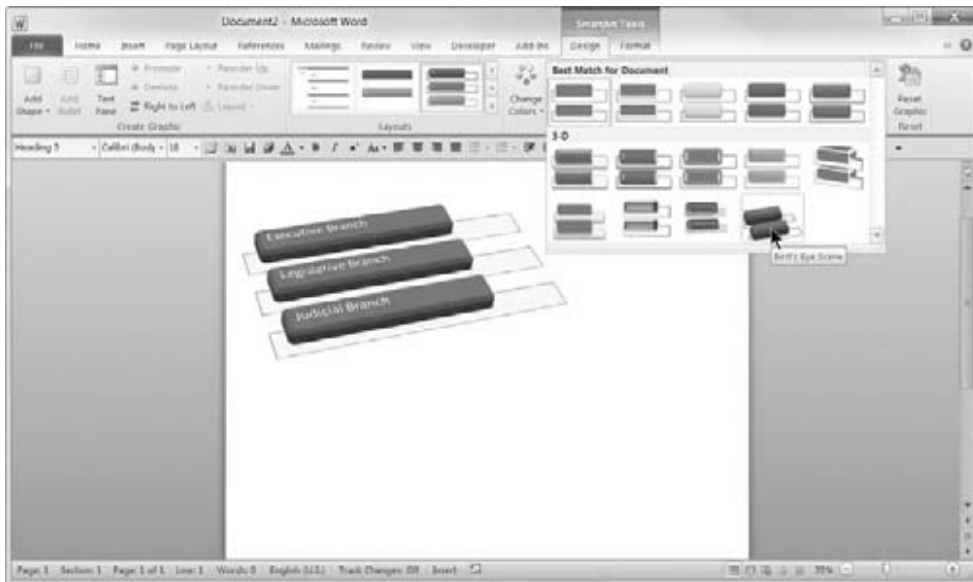 Document2 - Microsoft Word
SmartArt Tools
File Home Insert Page Layout References Mailings Review View Developer Add-Ins Design Format
Add Shape
Add Bullet
Text Pane
Promote
Demote
Right to Left
Reorder Up
Reorder Down
Layout
Create Graphic
Layouts
Change Colors
Best Match for Document
3-D
Reset Graphic
Reset
Heading 5 Calibri (Body 18
Executive Branch
Legislative Branch
Judicial Branch
Bird's Eye Scene
Page: 1 Section: 1 Page: 1 of 1 Line: 1 Words: 0 English (U.S.) Track Changes: Off Insert 70%